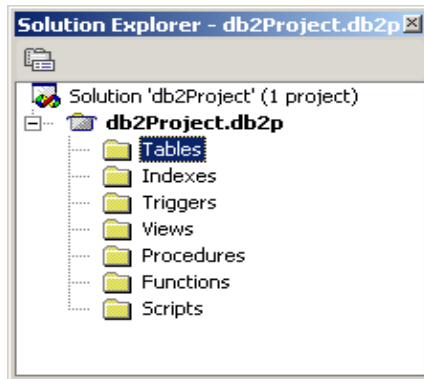 Solution Explorer - db2Project.db2p
Solution 'db2Project' (1 project)
db2Project.db2p
Tables
Indexes
Triggers
Views
Procedures
Functions
Scripts